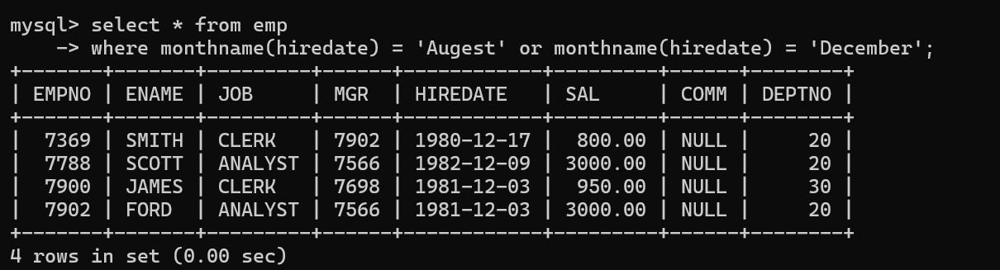 mysql> select * from emp
    -> where monthname(hiredate) = 'Augest' or monthname(hiredate) = 'December';
+-------+-------+---------+------+------------+---------+------+--------+
| EMPNO | ENAME | JOB     | MGR  | HIREDATE   | SAL     | COMM | DEPTNO |
+-------+-------+---------+------+------------+---------+------+--------+
|  7369 | SMITH | CLERK   | 7902 | 1980-12-17 |  800.00 | NULL |     20 |
|  7788 | SCOTT | ANALYST | 7566 | 1982-12-09 | 3000.00 | NULL |     20 |
|  7900 | JAMES | CLERK   | 7698 | 1981-12-03 |  950.00 | NULL |     30 |
|  7902 | FORD  | ANALYST | 7566 | 1981-12-03 | 3000.00 | NULL |     20 |
+-------+-------+---------+------+------------+---------+------+--------+
4 rows in set (0.00 sec)